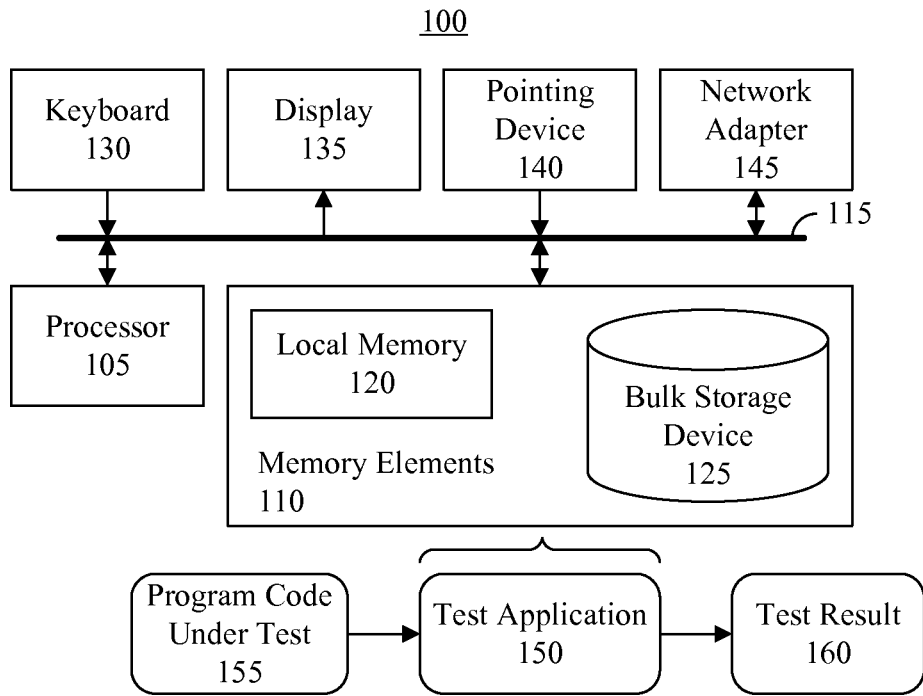 100
Keyboard
130
Display
135
Pointing
Device
140
Network
Adapter
145
115
Processor
105
Local Memory
120
Memory Elements
110
Bulk Storage
Device
125
Program Code
Under Test
155
Test Application
150
Test Result
160